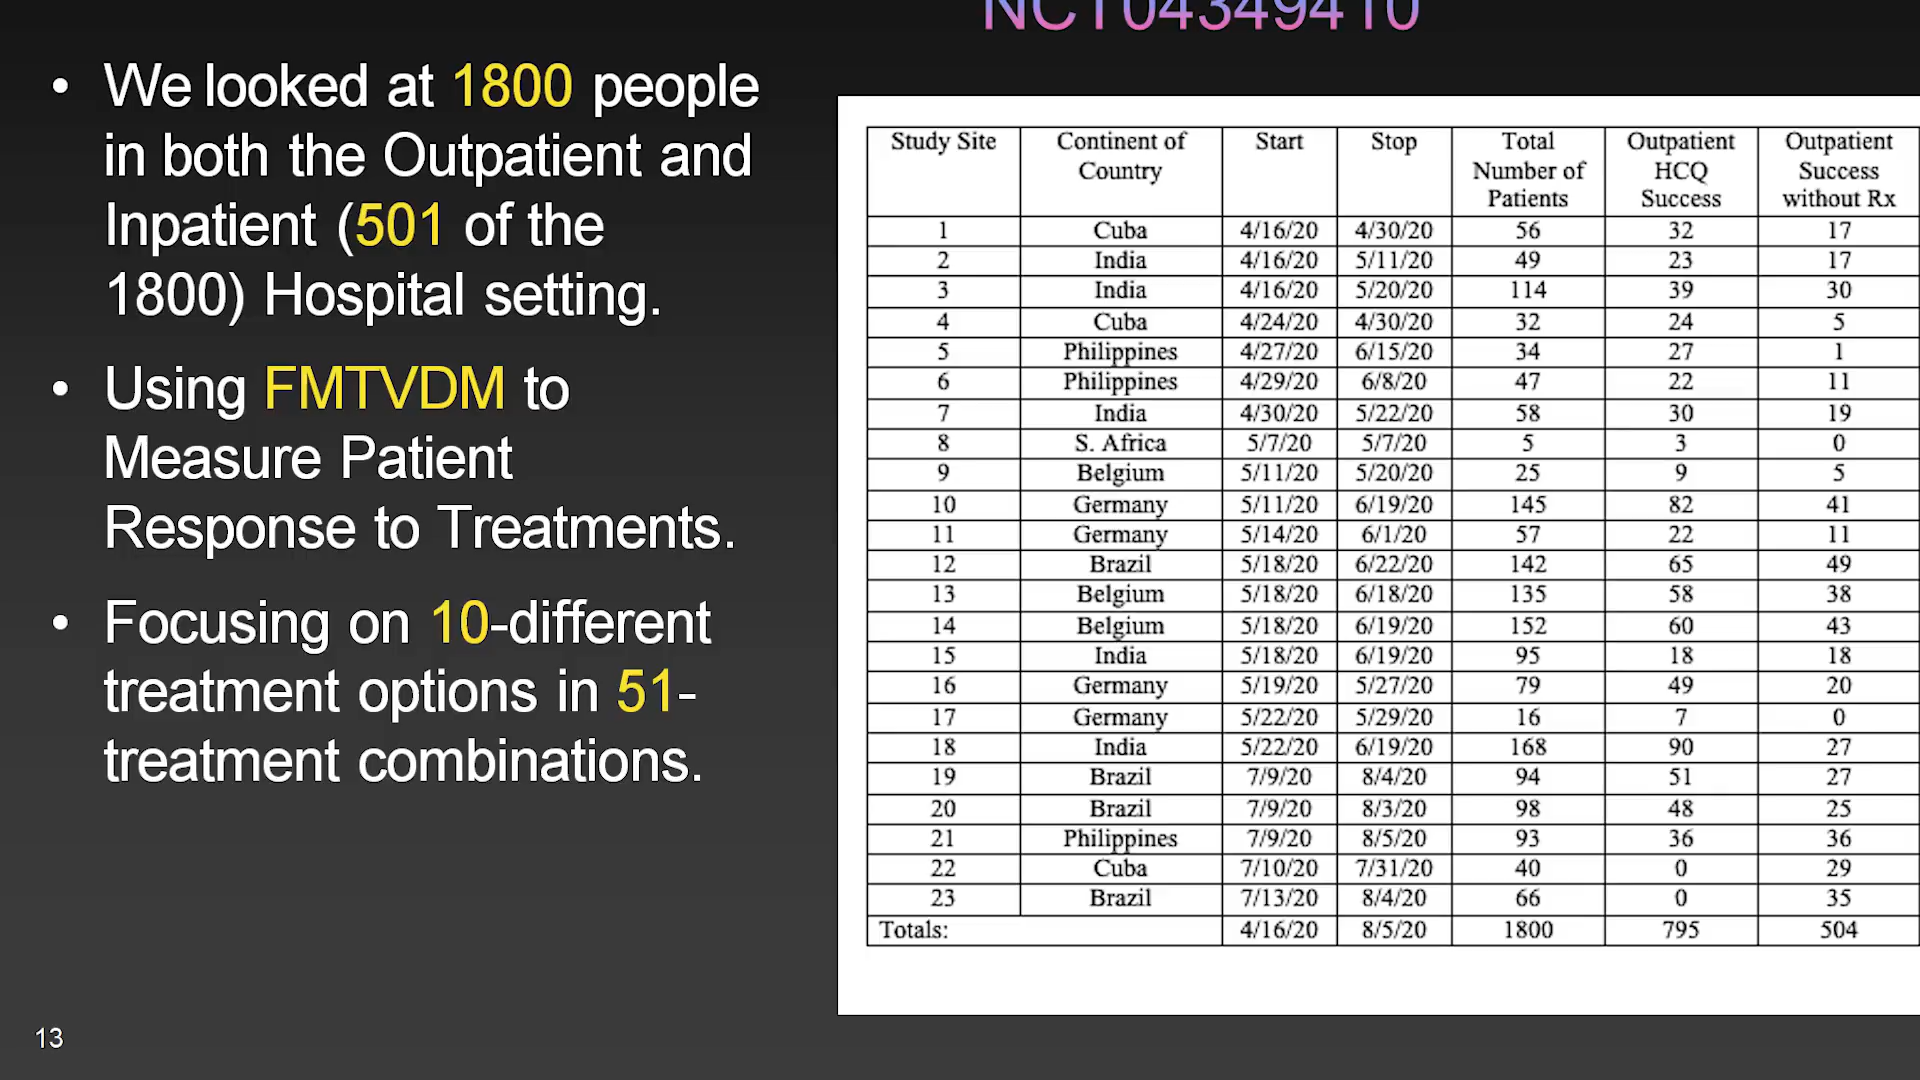 NCT04349410
• We looked at 1800 people
in both the Outpatient and
Inpatient (501 of the
1800) Hospital setting.
• Using FMTVDM to
Measure Patient
Response to Treatments.
• Focusing on 10-different
treatment options in 51-
treatment combinations.
Study Site Continent of Country Start Stop Total Number of Patients Outpatient HCQ Success Outpatient Success without Rx
1 Cuba 4/16/20 4/30/20 56 32 17
2 India 4/16/20 5/11/20 49 23 17
3 India 4/16/20 5/20/20 114 39 30
4 Cuba 4/24/20 4/30/20 32 24 5
5 Philippines 4/27/20 6/15/20 34 27 1
6 Philippines 4/29/20 6/8/20 47 22 11
7 India 4/30/20 5/22/20 58 30 19
8 S. Africa 5/7/20 5/7/20 5 3 0
9 Belgium 5/11/20 5/20/20 25 9 5
10 Germany 5/11/20 6/19/20 145 82 41
11 Germany 5/14/20 6/1/20 57 22 11
12 Brazil 5/18/20 6/22/20 142 65 49
13 Belgium 5/18/20 6/18/20 135 58 38
14 Belgium 5/18/20 6/19/20 152 60 43
15 India 5/18/20 6/19/20 95 18 18
16 Germany 5/19/20 5/27/20 79 49 20
17 Germany 5/22/20 5/29/20 16 7 0
18 India 5/22/20 6/19/20 168 90 27
19 Brazil 7/9/20 8/4/20 94 51 27
20 Brazil 7/9/20 8/3/20 98 48 25
21 Philippines 7/9/20 8/5/20 93 36 36
22 Cuba 7/10/20 7/31/20 40 0 29
23 Brazil 7/13/20 8/4/20 66 0 35
Totals: 4/16/20 8/5/20 1800 795 504
13